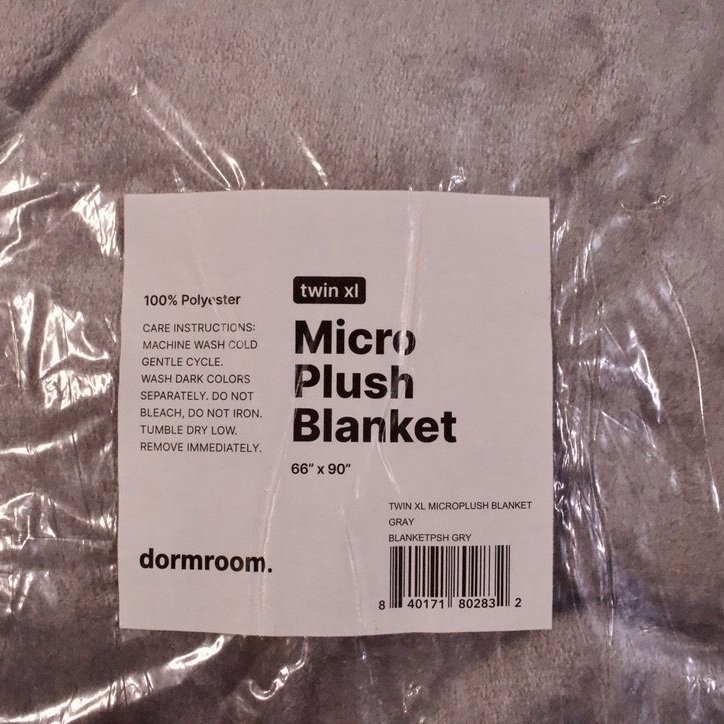 100% Polyester
CARE INSTRUCTIONS:
MACHINE WASH COLD
GENTLE CYCLE.
WASH DARK COLORS
SEPARATELY. DO NOT
BLEACH, DO NOT IRON.
TUMBLE DRY LOW.
REMOVE IMMEDIATELY.
twin xl
Micro
Plush
Blanket
66" x 90"
dormroom.
TWIN XL MICROPLUSH BLANKET
GRAY
BLANKETPSH GRY
8 40171 80283 2